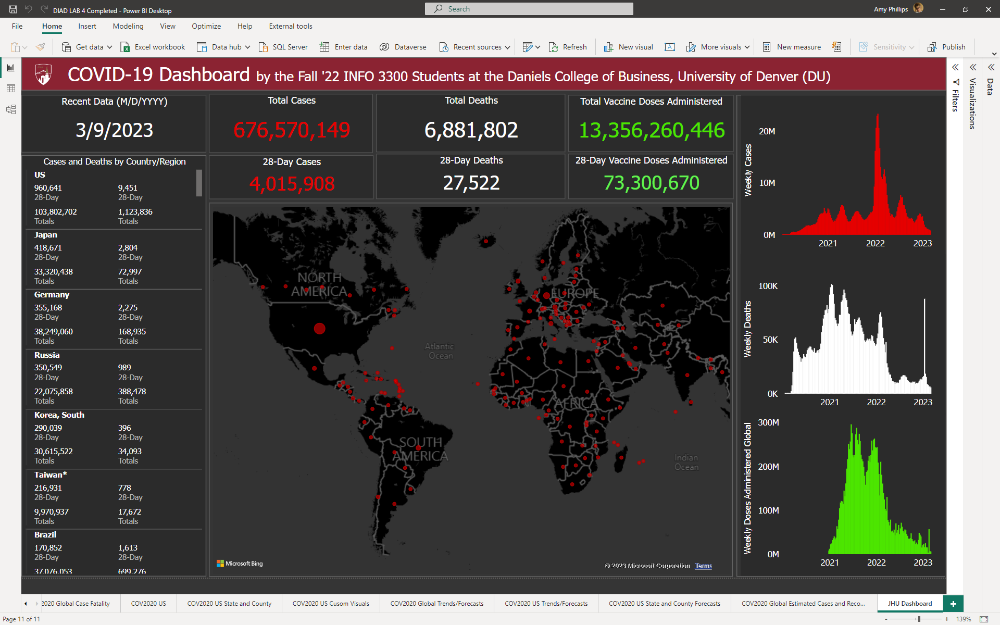 DIAD LAB 4 Completed - Power BI Desktop
Search
Amy Phillips
File Home Insert Modeling View Optimize Help External tools
Get data Excel workbook Data hub SQL Server Enter data Dataverse Recent sources Refresh New visual More visuals New measure Sensitivity Publish
COVID-19 Dashboard by the Fall '22 INFO 3300 Students at the Daniels College of Business, University of Denver (DU)
Recent Data (M/D/YYYY)
3/9/2023
Total Cases
676,570,149
Total Deaths
6,881,802
Total Vaccine Doses Administered
13,356,260,446
28-Day Cases
4,015,908
28-Day Deaths
27,522
28-Day Vaccine Doses Administered
73,300,670
Cases and Deaths by Country/Region
US
960,641 9,451
28-Day 28-Day
103,802,702 1,123,836
Totals Totals
Japan
418,671 2,804
28-Day 28-Day
33,320,438 72,997
Totals Totals
Germany
355,168 2,275
28-Day 28-Day
38,249,060 168,935
Totals Totals
Russia
350,549 989
28-Day 28-Day
22,075,858 388,478
Totals Totals
Korea, South
290,039 396
28-Day 28-Day
30,615,522 34,093
Totals Totals
Taiwan*
216,931 778
28-Day 28-Day
9,970,937 17,672
Totals Totals
Brazil
170,852 1,613
28-Day 28-Day
37,076,053 699,276
NORTH
AMERICA
EUROPE
Atlantic
Ocean
AFRICA
SOUTH
AMERICA
Indian
Ocean
Microsoft Bing
© 2023 Microsoft Corporation Terms
Weekly Cases
20M
10M
0M
2021 2022 2023
Weekly Deaths
100K
50K
0K
2021 2022 2023
Weekly Doses Administered Global
300M
200M
100M
0M
2021 2022 2023
Filters
Visualizations
Data
2020 Global Case Fatality COV2020 US COV2020 US State and County COV2020 US Cusom Visuals COV2020 Global Trends/Forecasts COV2020 US Trends/Forecasts COV2020 US State and County Forecasts COV2020 Global Estimated Cases and Reco... JHU Dashboard +
Page 11 of 11
- + 139%